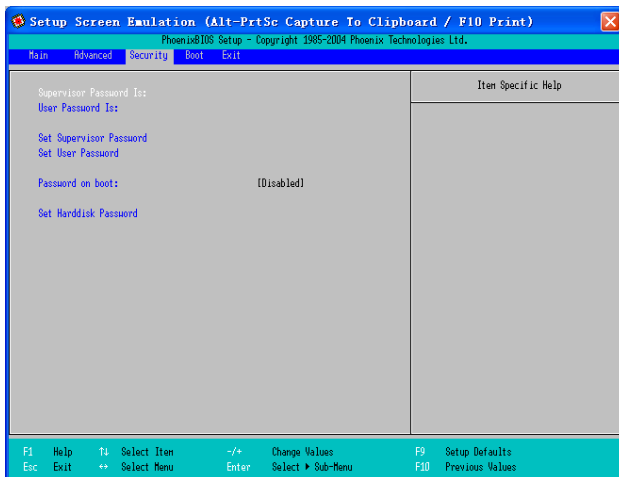 Setup Screen Emulation (Alt-PrtSc Capture To Clipboard / F10 Print)
PhoenixBIOS Setup - Copyright 1985-2004 Phoenix Technologies Ltd.
Main Advanced Security Boot Exit
Item Specific Help
Supervisor Password Is:
User Password Is:
Set Supervisor Password
Set User Password
Password on boot: [Disabled]
Set Harddisk Password
F1 Help ↑↓ Select Item -/+ Change Values F9 Setup Defaults
Esc Exit ↔ Select Menu Enter Select ▶ Sub-Menu F10 Previous Values